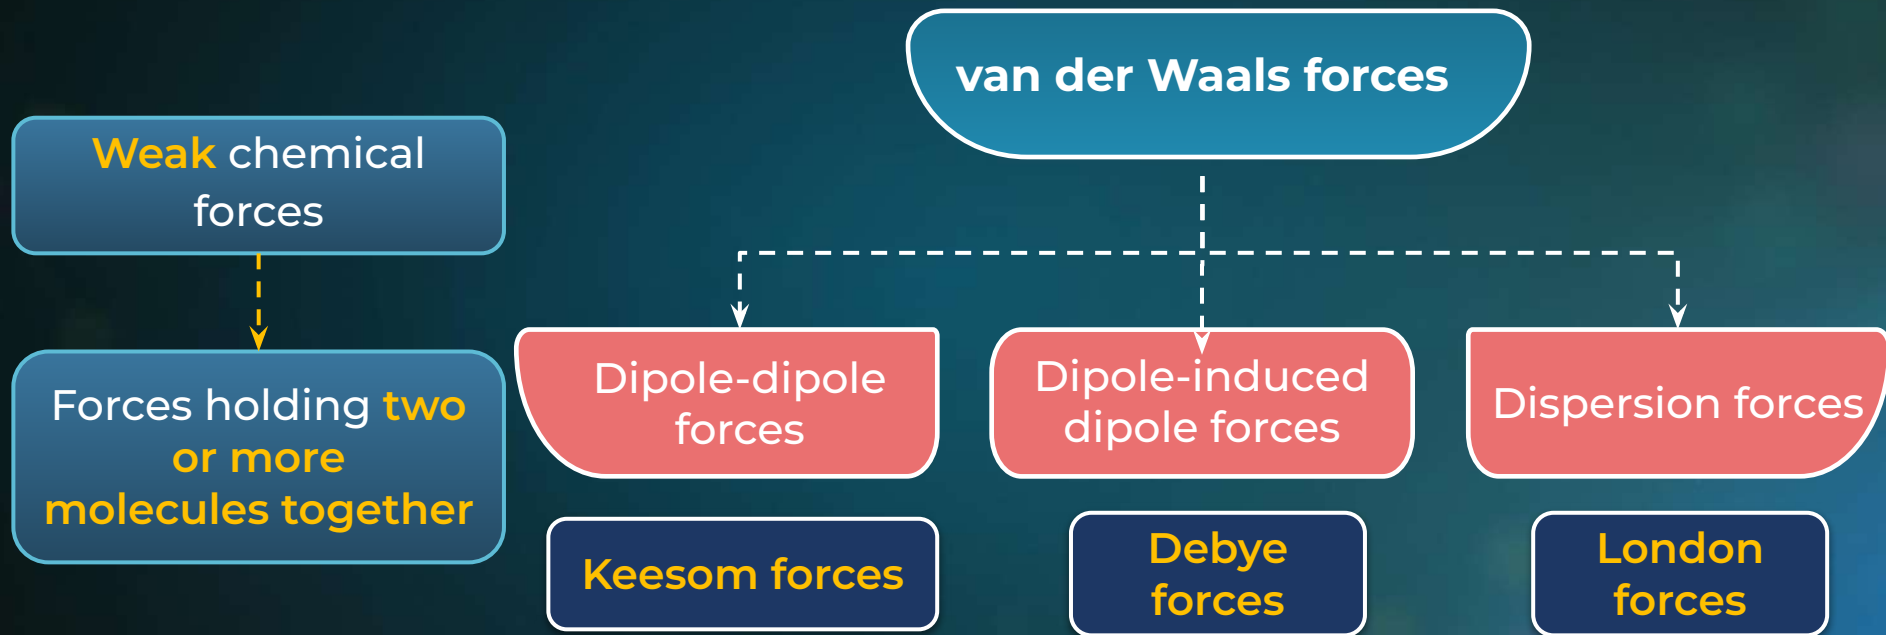 van der Waals forces
Weak chemical
forces
Forces holding two
or more
molecules together
Dipole-dipole
forces
Dipole-induced
dipole forces
Dispersion forces
Keesom forces
Debye
forces
London
forces